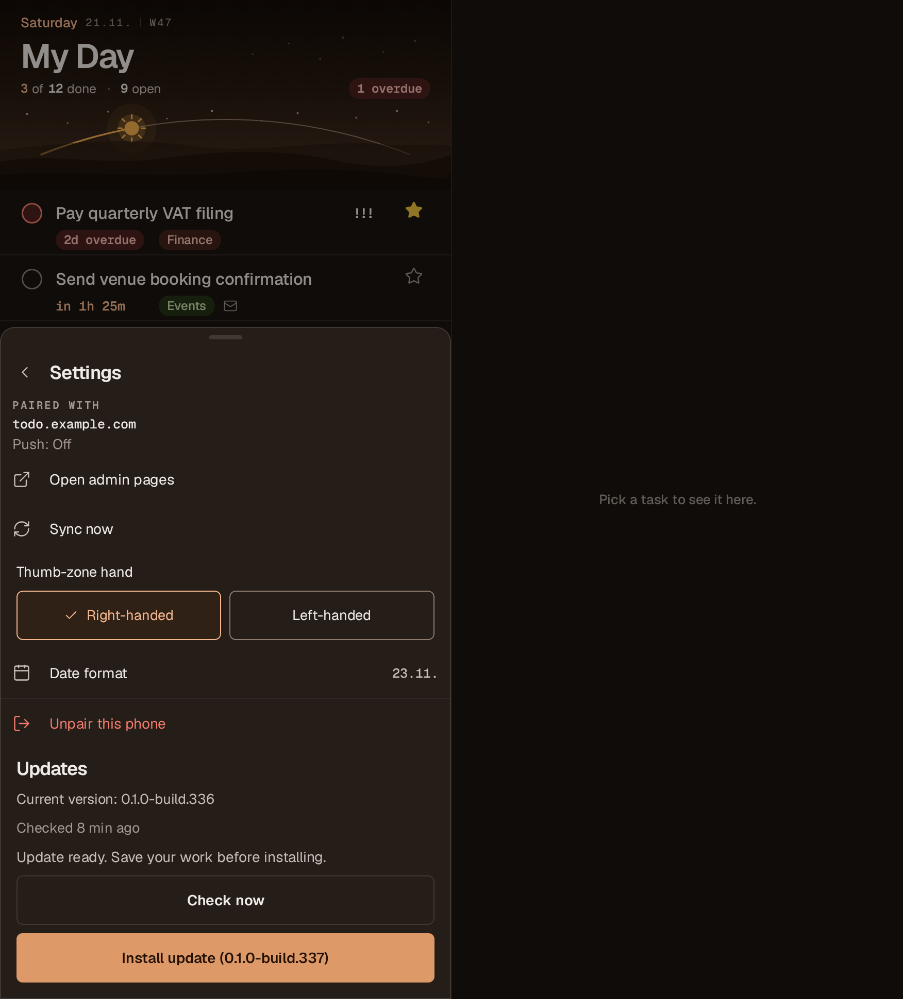 Saturday 21.11. | W47
My Day
3 of 12 done · 9 open
1 overdue
Pay quarterly VAT filing !!!
2d overdue Finance
Send venue booking confirmation
in 1h 25m Events
Settings
PAIRED WITH
todo.example.com
Push: Off
Open admin pages
Sync now
Thumb-zone hand
Right-handed Left-handed
Date format 23.11.
Unpair this phone
Updates
Current version: 0.1.0-build.336
Checked 8 min ago
Update ready. Save your work before installing.
Check now
Install update (0.1.0-build.337)
Pick a task to see it here.